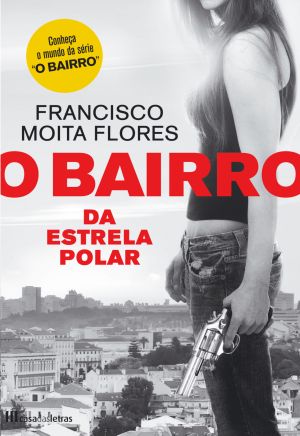 Conheça
o mundo da série
"O BAIRRO"
FRANCISCO
MOITA FLORES
O BAIRRO
DA
ESTRELA
POLAR
casadasletras